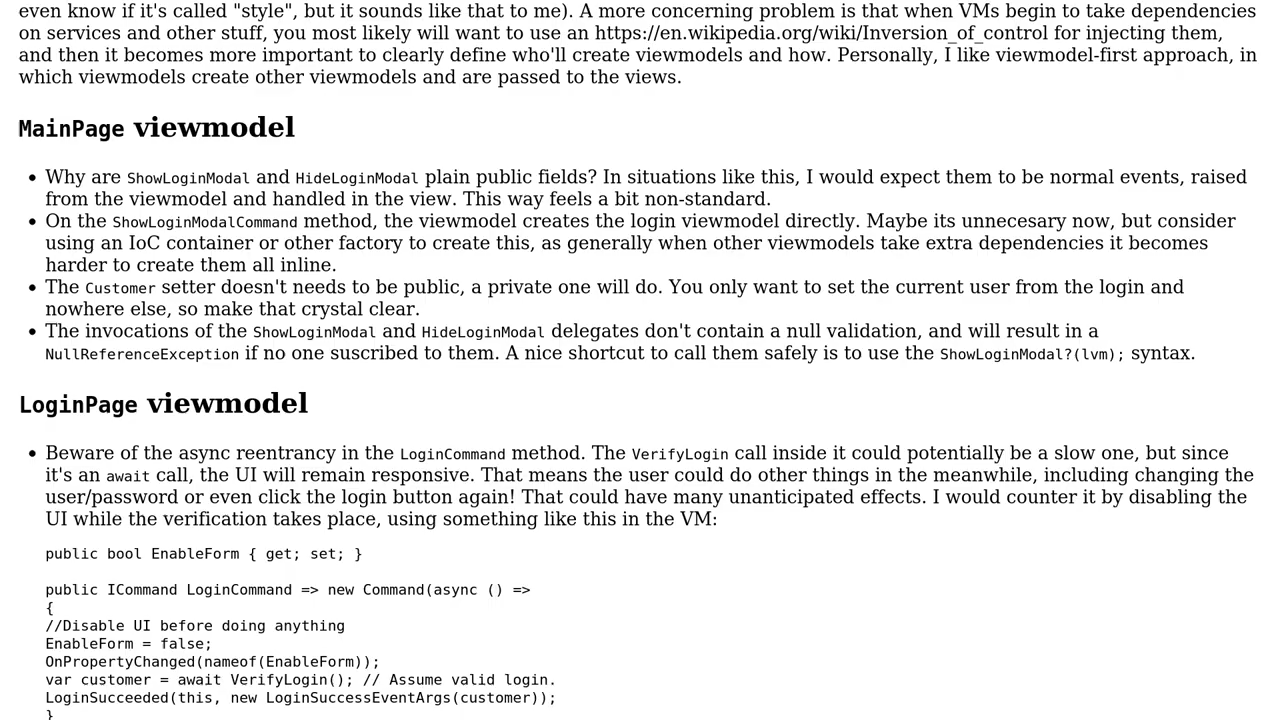 even know if it's called "style", but it sounds like that to me). A more concerning problem is that when VMs begin to take dependencies
on services and other stuff, you most likely will want to use an https://en.wikipedia.org/wiki/Inversion_of_control for injecting them,
and then it becomes more important to clearly define who'll create viewmodels and how. Personally, I like viewmodel-first approach, in
which viewmodels create other viewmodels and are passed to the views.
MainPage viewmodel
• Why are ShowLoginModal and HideLoginModal plain public fields? In situations like this, I would expect them to be normal events, raised
from the viewmodel and handled in the view. This way feels a bit non-standard.
• On the ShowLoginModalCommand method, the viewmodel creates the login viewmodel directly. Maybe its unnecesary now, but consider
using an IoC container or other factory to create this, as generally when other viewmodels take extra dependencies it becomes
harder to create them all inline.
• The Customer setter doesn't needs to be public, a private one will do. You only want to set the current user from the login and
nowhere else, so make that crystal clear.
• The invocations of the ShowLoginModal and HideLoginModal delegates don't contain a null validation, and will result in a
NullReferenceException if no one suscribed to them. A nice shortcut to call them safely is to use the ShowLoginModal?(lvm); syntax.
LoginPage viewmodel
• Beware of the async reentrancy in the LoginCommand method. The VerifyLogin call inside it could potentially be a slow one, but since
it's an await call, the UI will remain responsive. That means the user could do other things in the meanwhile, including changing the
user/password or even click the login button again! That could have many unanticipated effects. I would counter it by disabling the
UI while the verification takes place, using something like this in the VM:
public bool EnableForm { get; set; }
public ICommand LoginCommand => new Command(async () =>
{
//Disable UI before doing anything
EnableForm = false;
OnPropertyChanged(nameof(EnableForm));
var customer = await VerifyLogin(); // Assume valid login.
LoginSucceeded(this, new LoginSuccessEventArgs(customer));
}